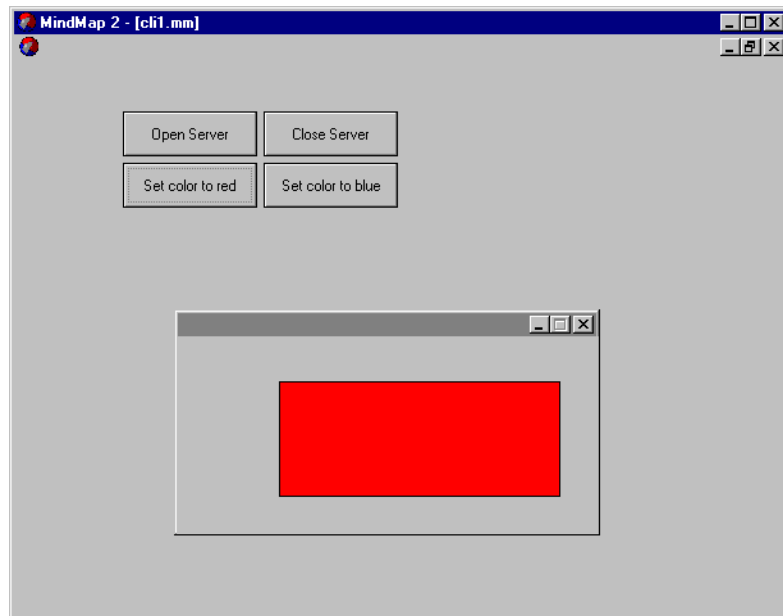 MindMap 2 - [cli1.mm]
Open Server
Close Server
Set color to red
Set color to blue